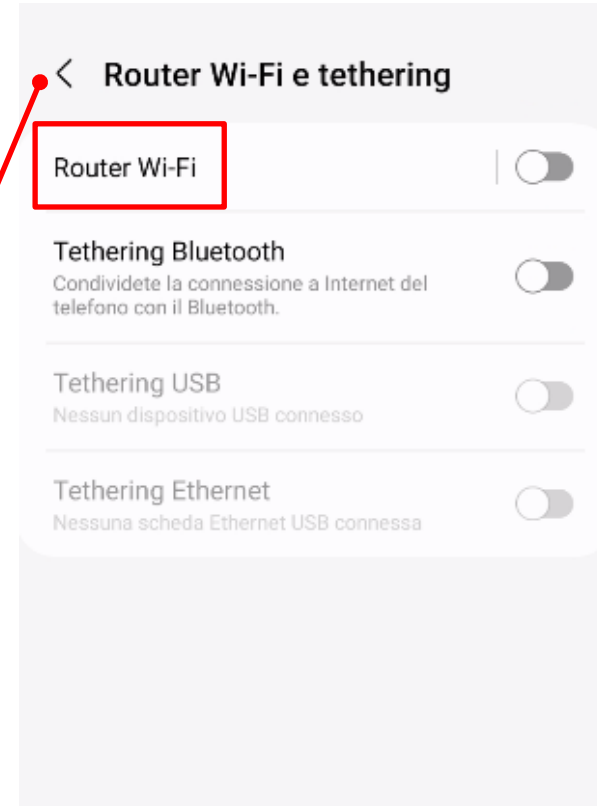 Router Wi-Fi e tethering
Router Wi-Fi
Tethering Bluetooth
Condividete la connessione a Internet del
telefono con il Bluetooth.
Tethering USB
Nessun dispositivo USB connesso
Tethering Ethernet
Nessuna scheda Ethernet USB connessa